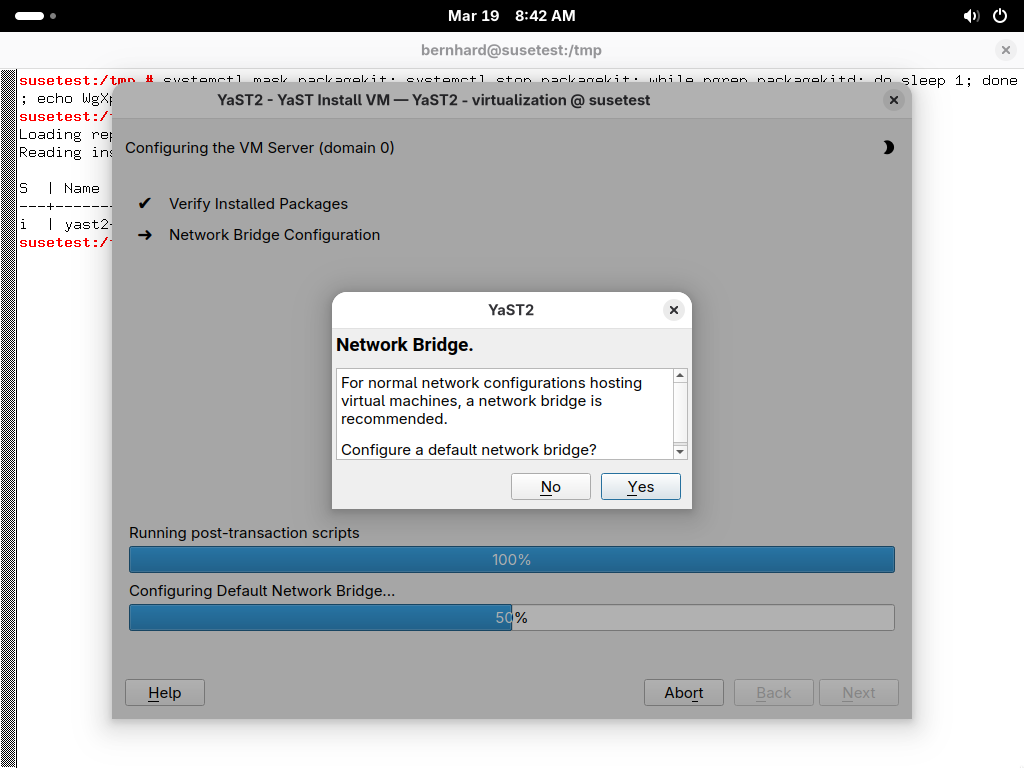 Mar 19 8:42 AM
bernhard@susetest:/tmp
susetest:/tmp # systemctl mask packagekit; systemctl stop packagekit; while pgrep packagekitd; do sleep 1; done
; echo
YaST2 - YaST Install VM — YaST2 - virtualization @ susetest
susetest:/
Loading
Reading
Configuring the VM Server (domain 0)
S | Name
---+-------
i | yast2-
susetest:/
✔ Verify Installed Packages
➜ Network Bridge Configuration
YaST2
Network Bridge.
For normal network configurations hosting
virtual machines, a network bridge is
recommended.
Configure a default network bridge?
No Yes
Running post-transaction scripts
100%
Configuring Default Network Bridge...
50%
Help Abort Back Next